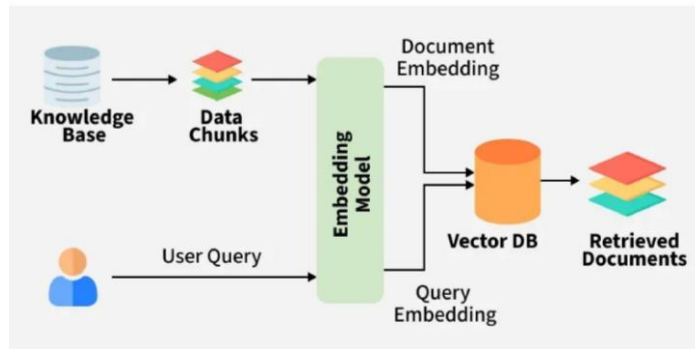 Document
Embedding
Knowledge
Base
Data
Chunks
Embedding
Model
Vector DB
Retrieved
Documents
User Query
Query
Embedding